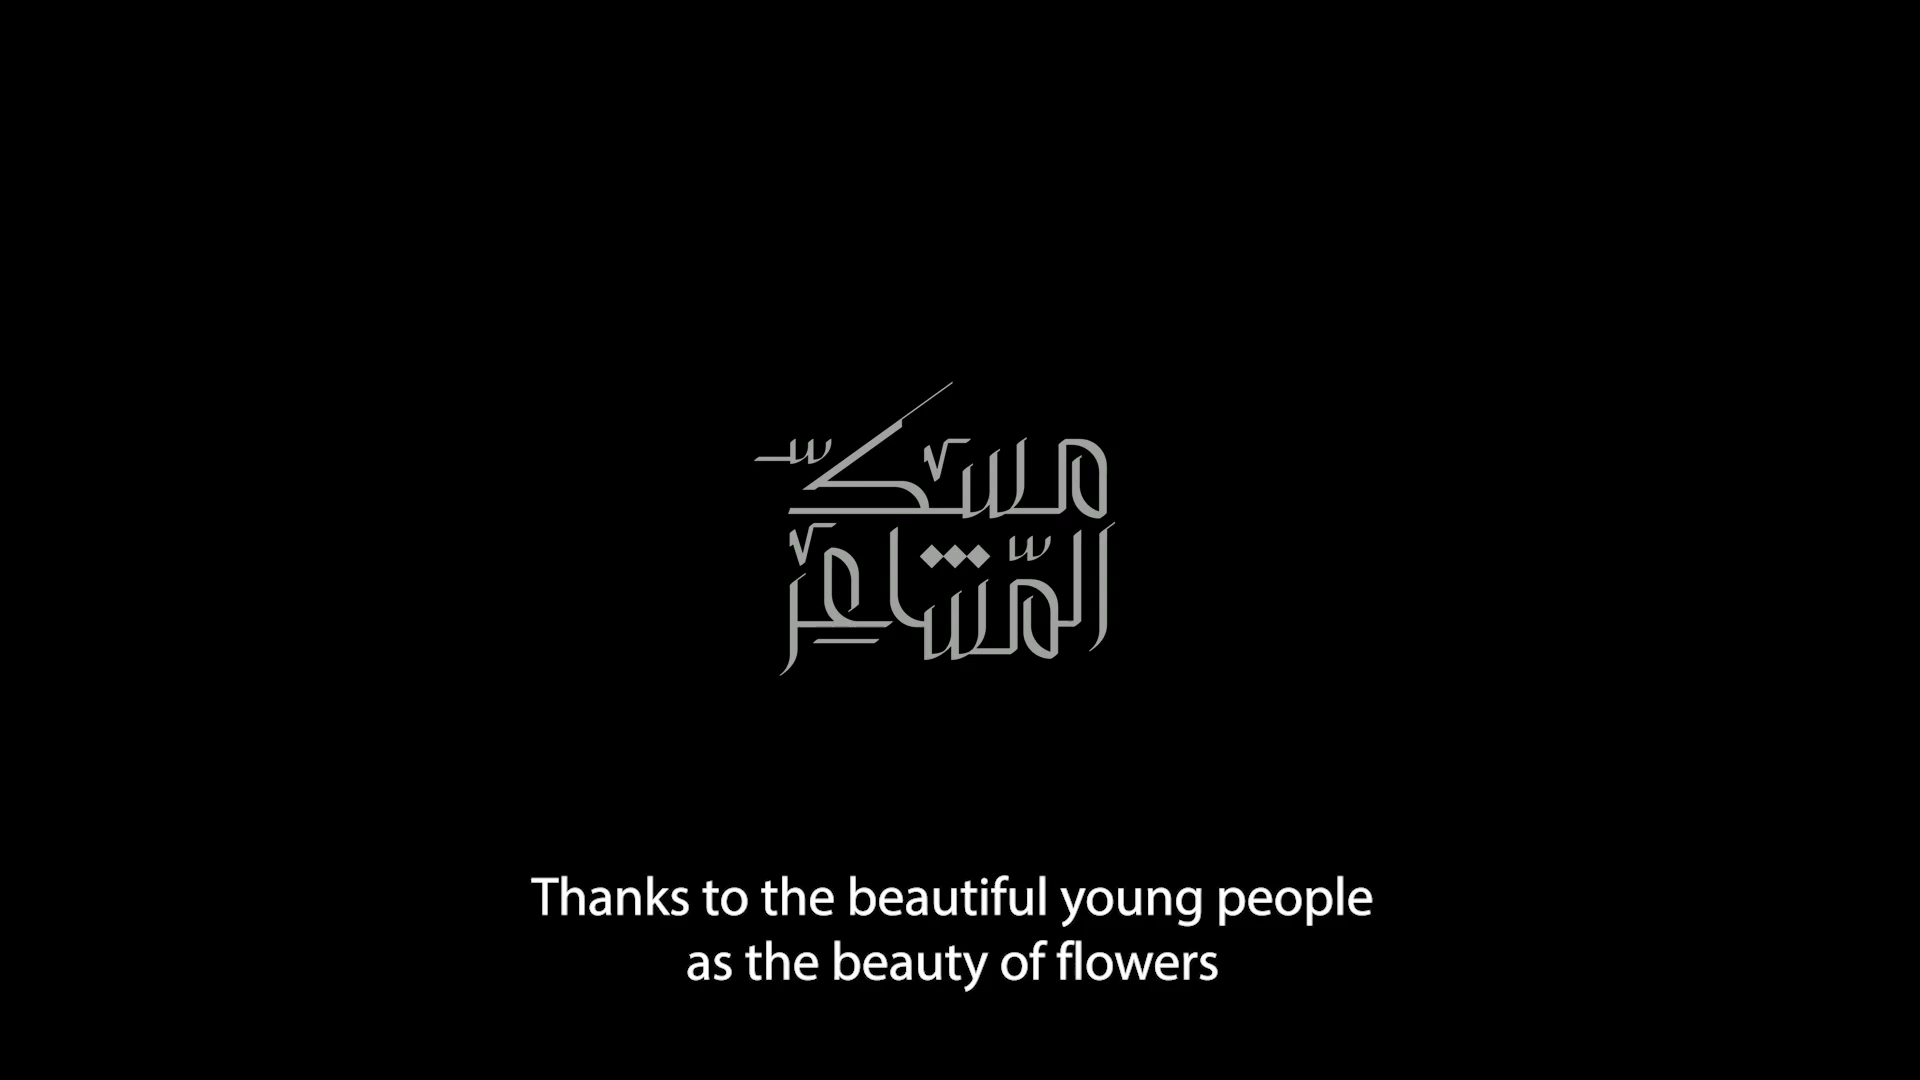 مسك
المشاعر
Thanks to the beautiful young people
as the beauty of flowers